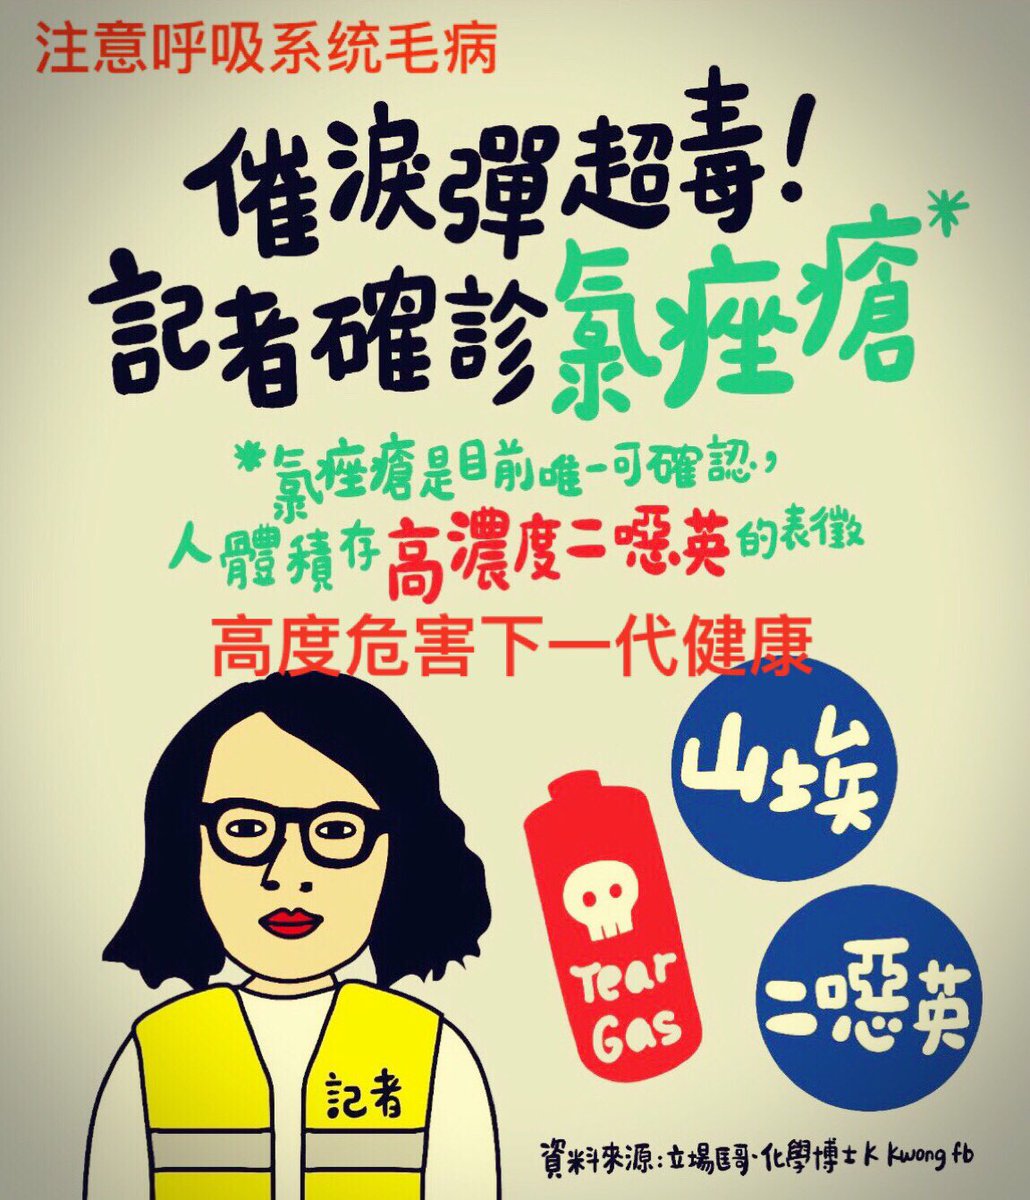 注意呼吸系统毛病
催淚彈超毒!
記者確診氯痤瘡*
*氯痤瘡是目前唯一可確認,
人體積存高濃度二噁英的表徵
高度危害下一代健康
山埃
Tear
Gas
二噁英
記者
資料來源:立場匡哥·化學博士K Kwong fb